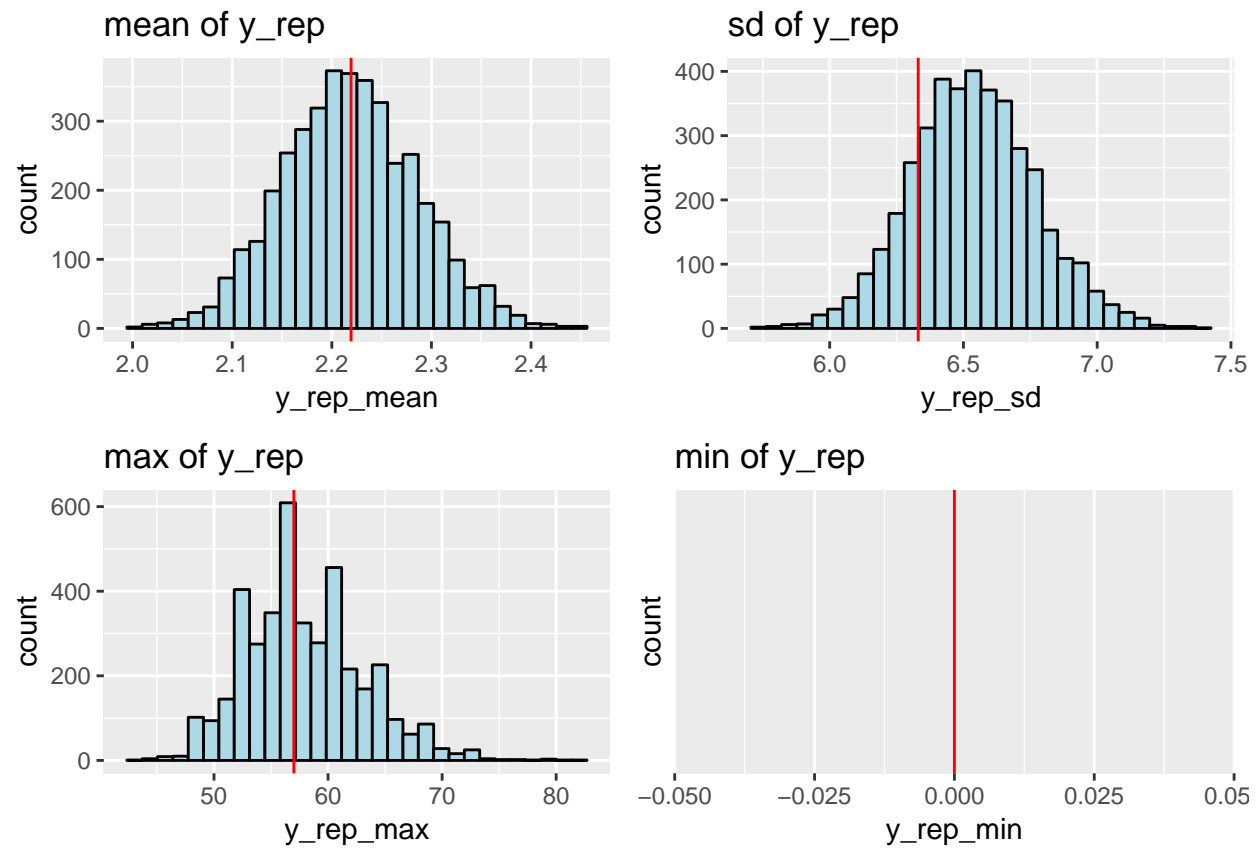 mean of y_rep
count
300
200
100
0
2.0 2.1 2.2 2.3 2.4
y_rep_mean
sd of y_rep
count
400
300
200
100
0
6.0 6.5 7.0 7.5
y_rep_sd
max of y_rep
count
600
400
200
0
50 60 70 80
y_rep_max
min of y_rep
count
−0.050 −0.025 0.000 0.025 0.05
y_rep_min